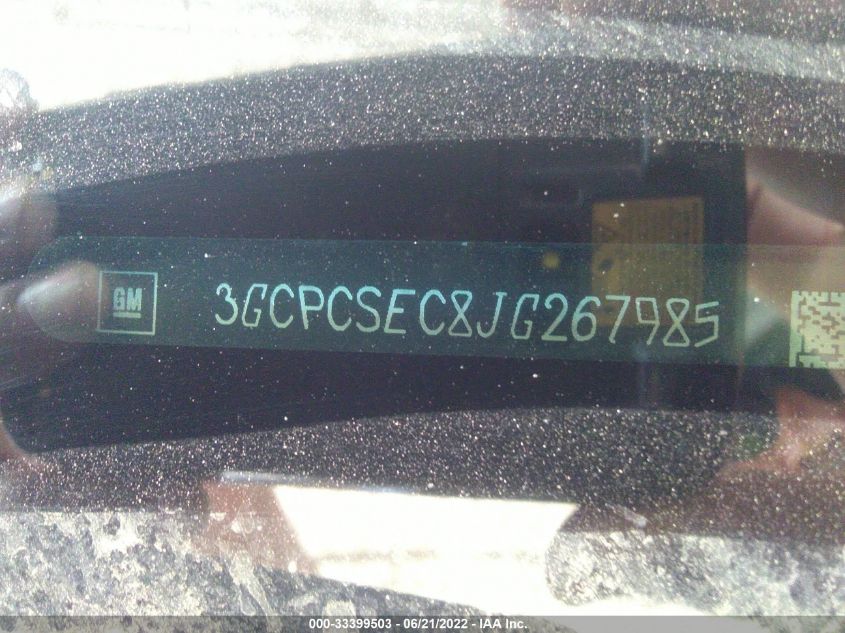 GM
3GCPCSEC8JG267985
000-33399503 - 06/21/2022 - IAA Inc.